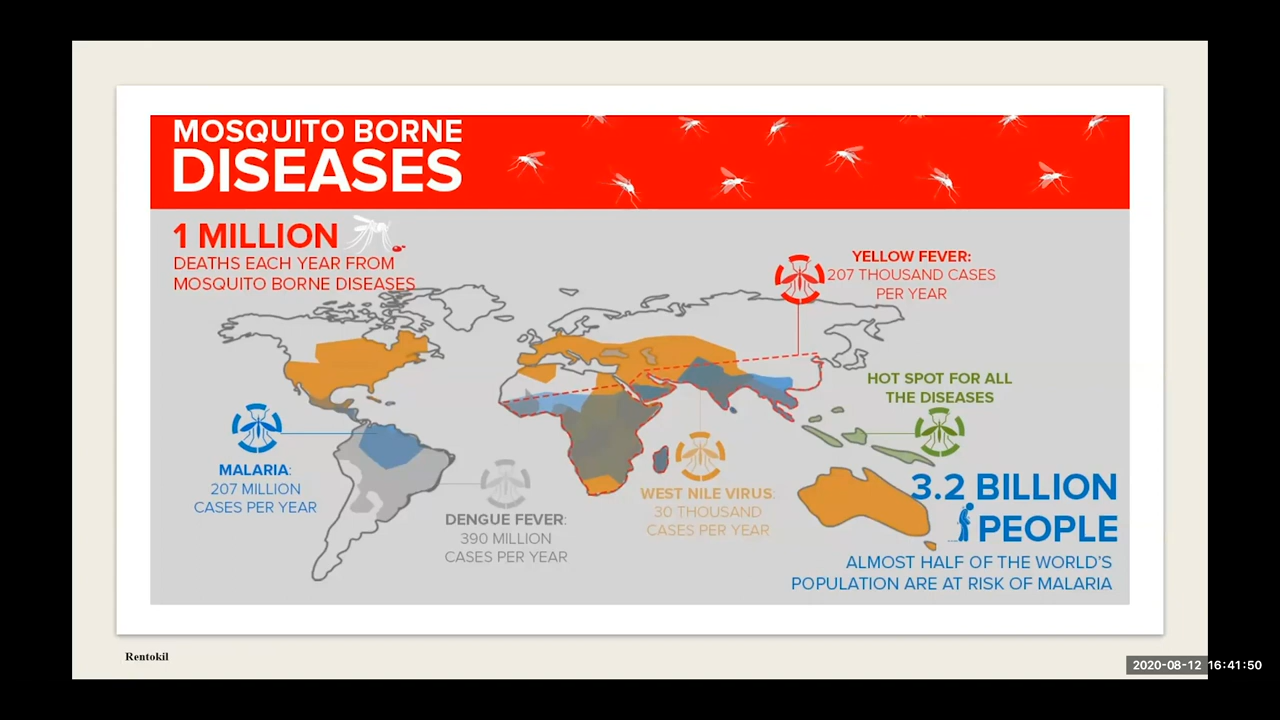 MOSQUITO BORNE
DISEASES
1 MILLION
DEATHS EACH YEAR FROM
MOSQUITO BORNE DISEASES
YELLOW FEVER:
207 THOUSAND CASES
PER YEAR
HOT SPOT FOR ALL
THE DISEASES
MALARIA:
207 MILLION
CASES PER YEAR
DENGUE FEVER:
390 MILLION
CASES PER YEAR
WEST NILE VIRUS:
30 THOUSAND
CASES PER YEAR
3.2 BILLION
PEOPLE
ALMOST HALF OF THE WORLD'S
POPULATION ARE AT RISK OF MALARIA
Rentokil
2020-08-12 16:41:50